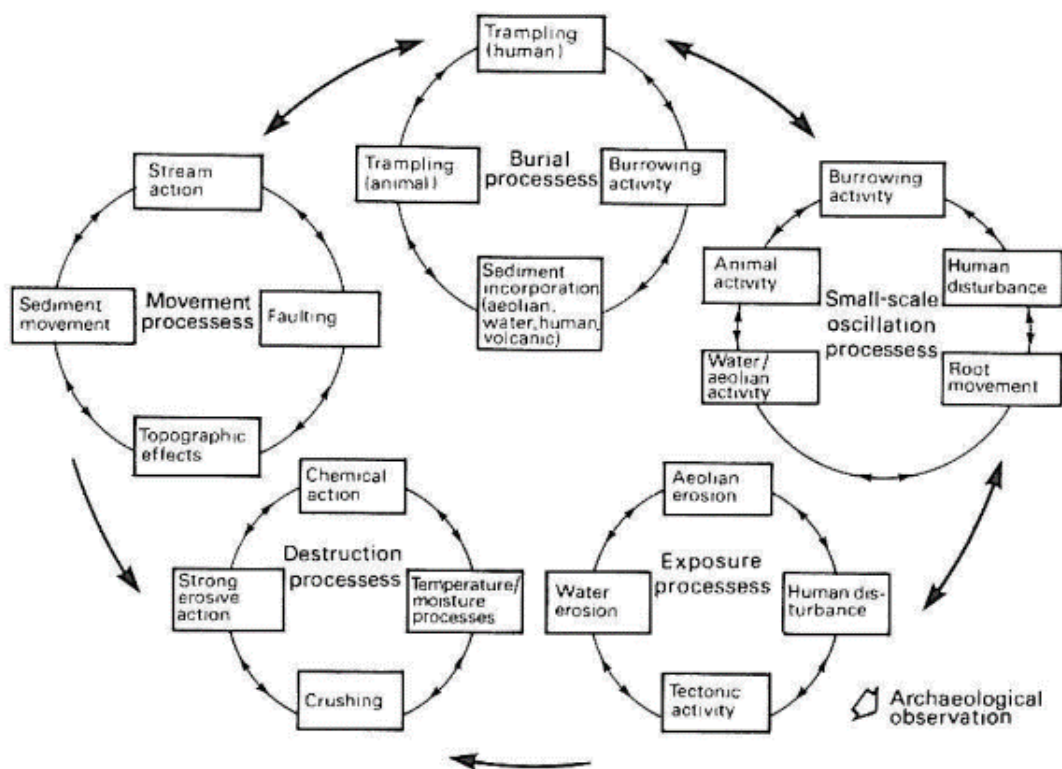 Trampling
(human)
Trampling
(animal)
Burial
processess
Burrowing
activity
Sediment
incorporation
(aeolian,
water, human,
volcanic)
Stream
action
Sediment
movement
Movement
processess
Faulting
Topographic
effects
Burrowing
activity
Animal
activity
Human
disturbance
Small-scale
oscillation
processess
Water/
aeolian activity
Root
movement
Chemical
action
Destruction
processess
Strong
erosive
action
Temperature/
moisture
processes
Crushing
Aeolian
erosion
Exposure
processess
Water
erosion
Human dis-
turbance
Tectonic
activity
Archaeological
observation